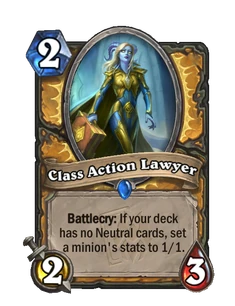 2
Class Action Lawyer
Battlecry: If your deck
has no Neutral cards, set
a minion's stats to 1/1.
2 3